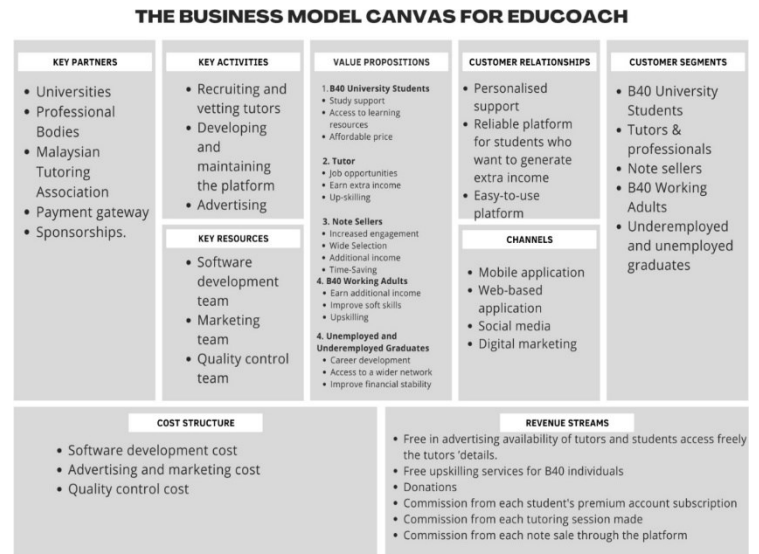 THE BUSINESS MODEL CANVAS FOR EDUCOACH
KEY PARTNERS
• Universities
• Professional
Bodies
• Malaysian
Tutoring
Association
• Payment gateway
• Sponsorships.
KEY ACTIVITIES
• Recruiting and
vetting tutors
• Developing
and
maintaining
the platform
• Advertising
KEY RESOURCES
• Software
development
team
• Marketing
team
• Quality control
team
VALUE PROPOSITIONS
1. B40 University Students
• Study support
• Access to learning
resources
• Affordable price
2. Tutor
• Job opportunities
• Earn extra income
• Up-skilling
3. Note Sellers
• Increased engagement
• Wide Selection
• Additional income
• Time-Saving
4. B40 Working Adults
• Earn additional income
• Improve soft skills
• Upskilling
4. Unemployed and
Underemployed Graduates
• Career development
• Access to a wider network
• Improve financial stability
CUSTOMER RELATIONSHIPS
• Personalised
support
• Reliable platform
for students who
want to generate
extra income
• Easy-to-use
platform
CHANNELS
• Mobile application
• Web-based
application
• Social media
• Digital marketing
CUSTOMER SEGMENTS
• B40 University
Students
• Tutors &
professionals
• Note sellers
• B40 Working
Adults
• Underemployed
and unemployed
graduates
COST STRUCTURE
• Software development cost
• Advertising and marketing cost
• Quality control cost
REVENUE STREAMS
• Free in advertising availability of tutors and students access freely
the tutors 'details.
• Free upskilling services for B40 individuals
• Donations
• Commission from each student's premium account subscription
• Commission from each tutoring session made
• Commission from each note sale through the platform